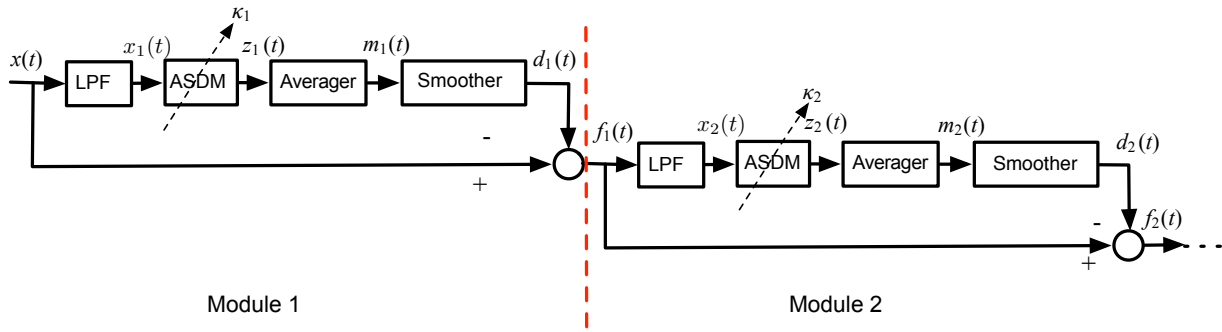 κ₁
x(t)
x₁(t)
z₁(t)
m₁(t)
d₁(t)
LPF
ASDM
Averager
Smoother
-
+
κ₂
f₁(t)
x₂(t)
z₂(t)
m₂(t)
d₂(t)
LPF
ASDM
Averager
Smoother
-
+
f₂(t)
Module 1
Module 2